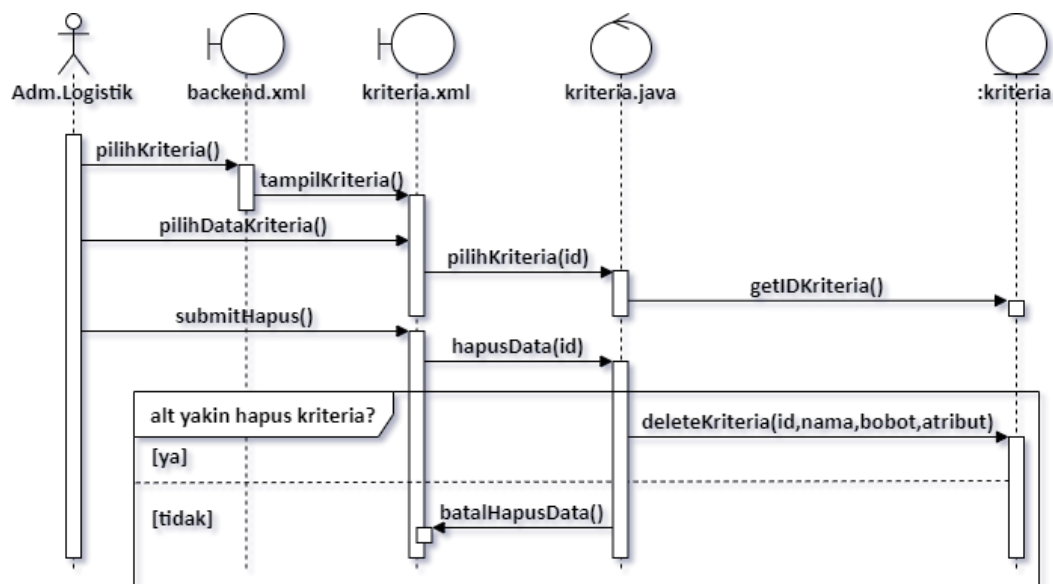 Adm.Logistik
backend.xml
kriteria.xml
kriteria.java
:kriteria
pilihKriteria()
tampilKriteria()
pilihDataKriteria()
pilihKriteria(id)
getIDKriteria()
submitHapus()
hapusData(id)
alt yakin hapus kriteria?
deleteKriteria(id,nama,bobot,atribut)
[ya]
[tidak]
batalHapusData()